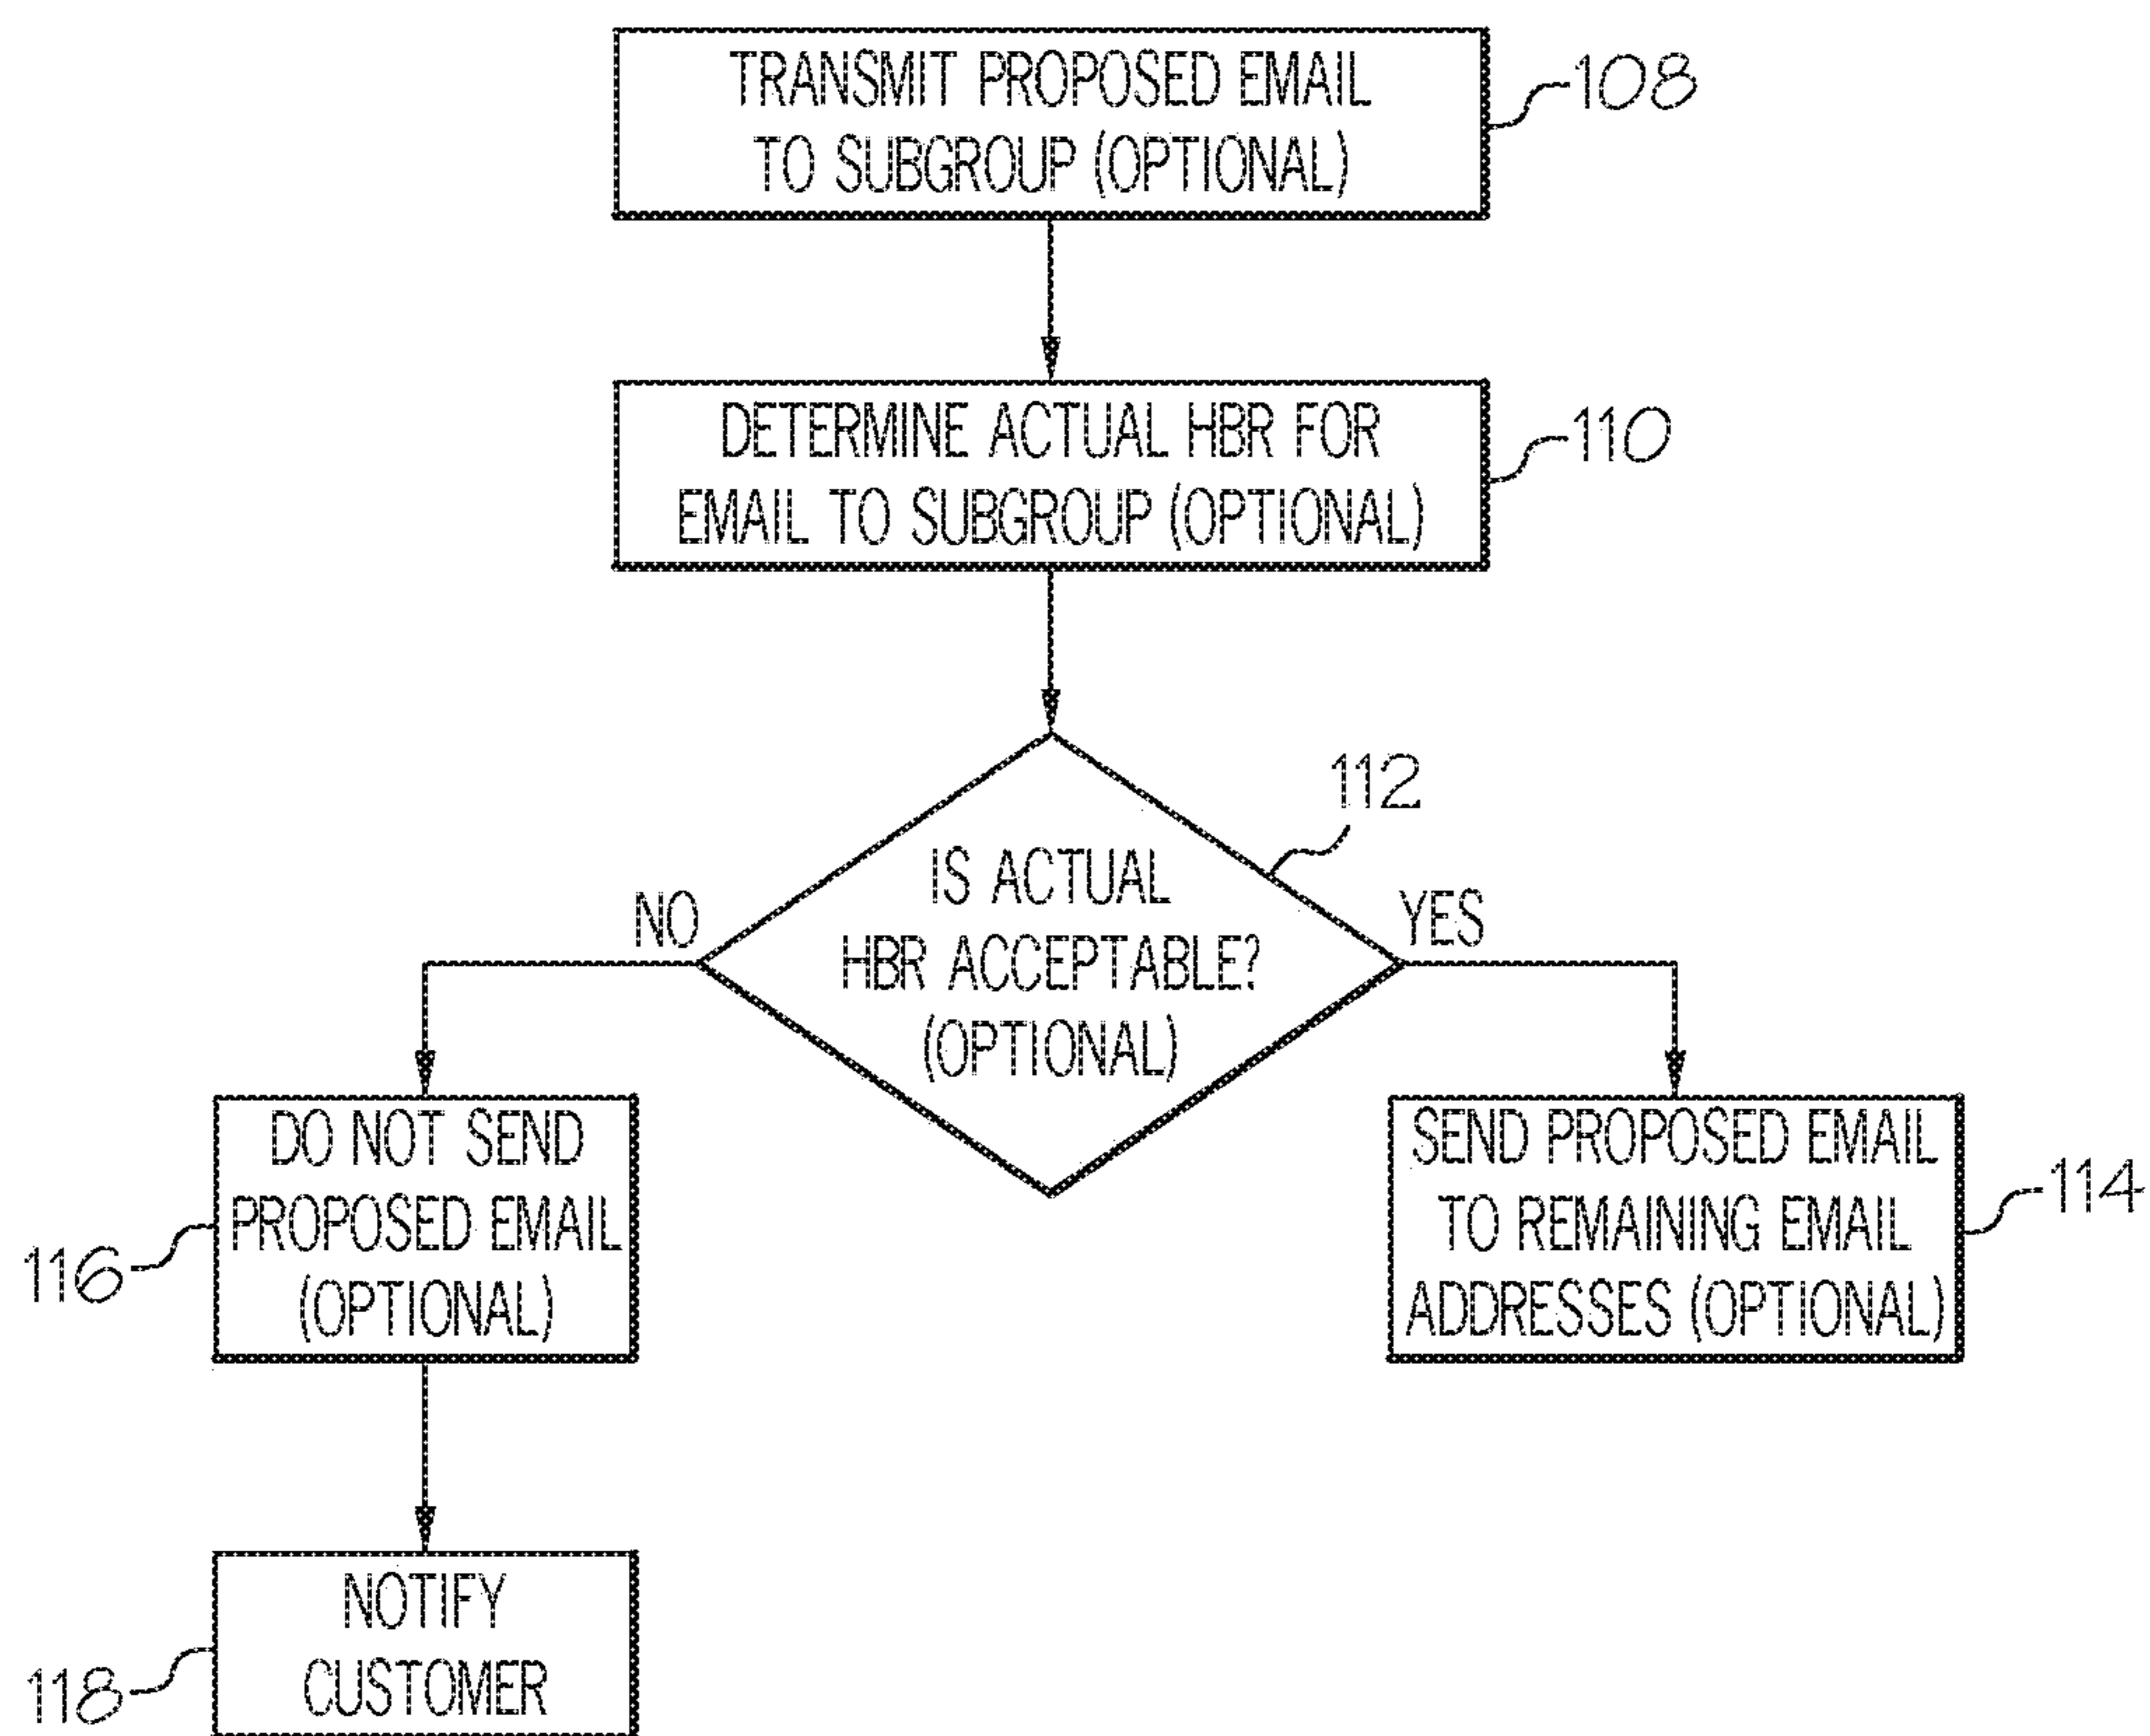 TRANSMIT PROPOSED EMAIL
TO SUBGROUP (OPTIONAL)
108
DETERMINE ACTUAL HBR FOR
EMAIL TO SUBGROUP (OPTIONAL)
110
112
IS ACTUAL
HBR ACCEPTABLE?
(OPTIONAL)
NO
YES
DO NOT SEND
PROPOSED EMAIL
(OPTIONAL)
116
SEND PROPOSED EMAIL
TO REMAINING EMAIL
ADDRESSES (OPTIONAL)
114
NOTIFY
CUSTOMER
118